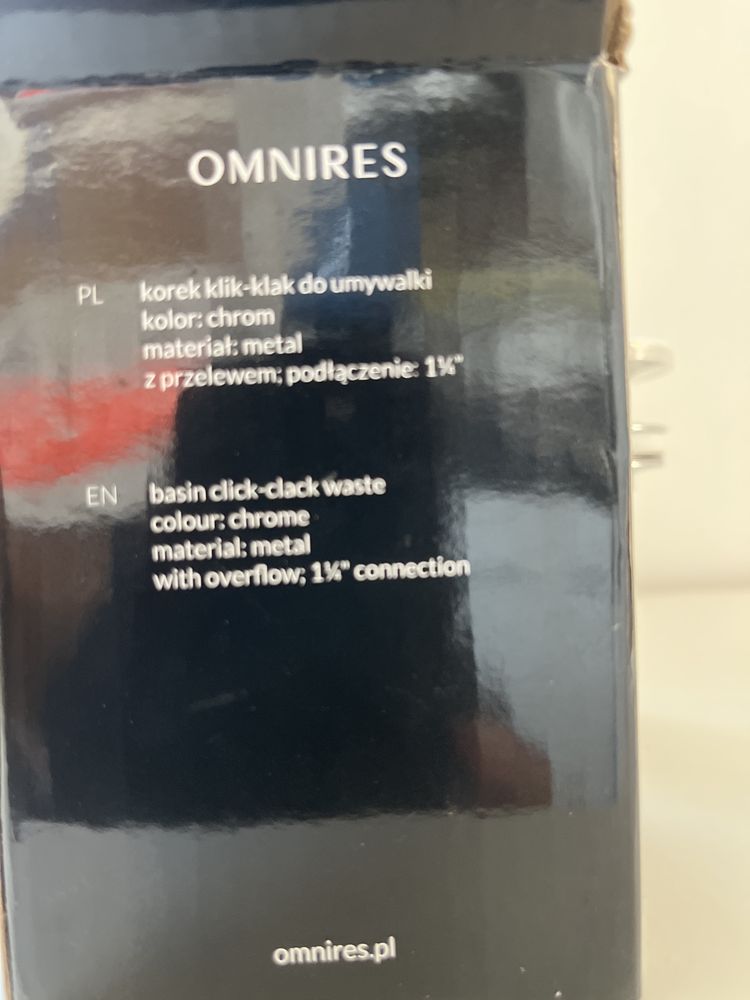 OMNIRES
PL korek klik-klak do umywalki
kolor: chrom
materiał: metal
z przelewem; podłączenie: 1¼"
EN basin click-clack waste
colour: chrome
material: metal
with overflow; 1¼" connection
omnires.pl